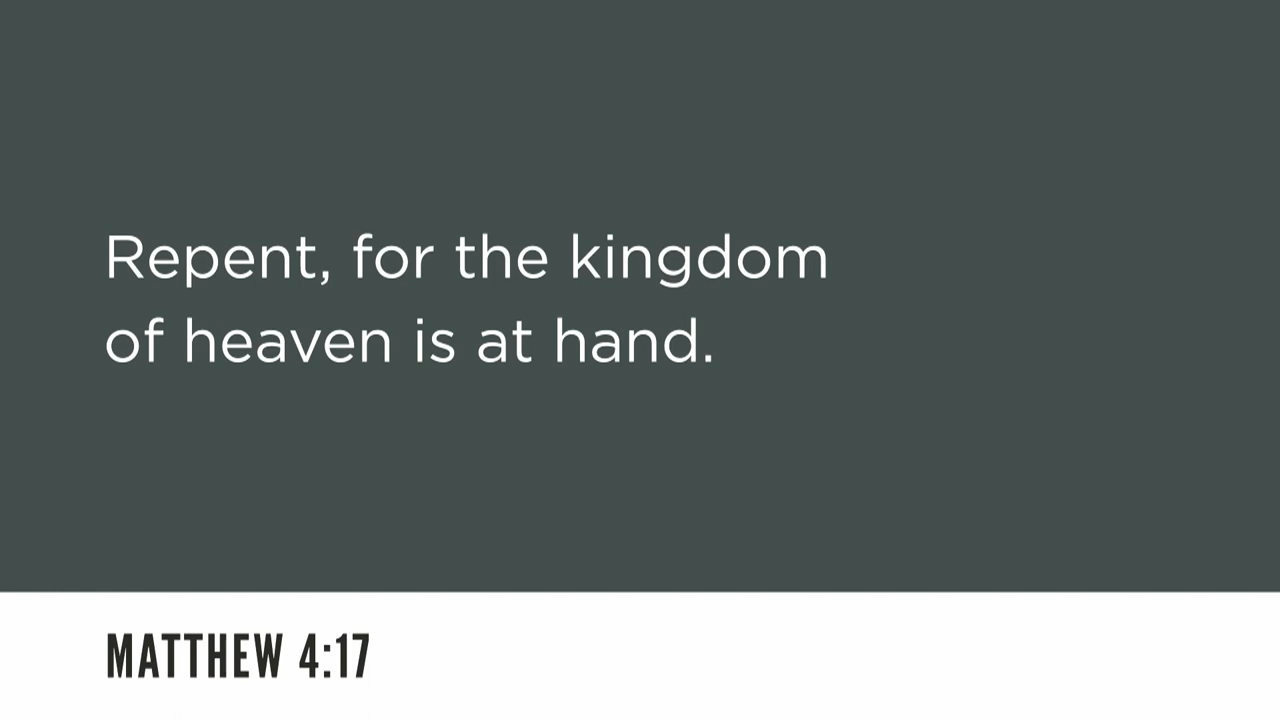 Repent, for the kingdom
of heaven is at hand.
MATTHEW 4:17